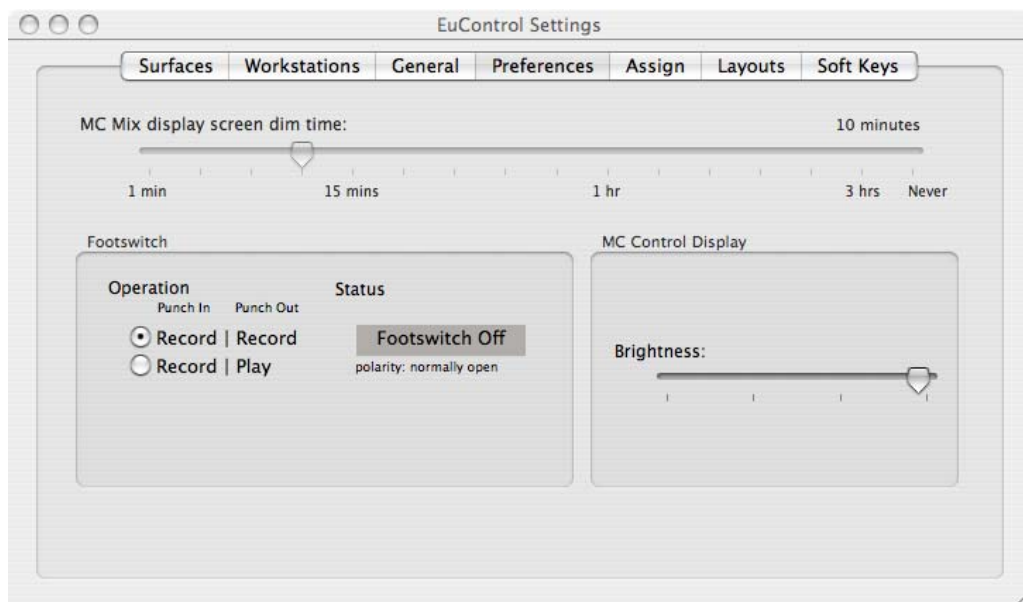 EuControl Settings
Surfaces Workstations General Preferences Assign Layouts Soft Keys
MC Mix display screen dim time: 10 minutes
1 min 15 mins 1 hr 3 hrs Never
Footswitch
Operation Status
Punch In Punch Out
Record | Record Footswitch Off
Record | Play polarity: normally open
MC Control Display
Brightness: